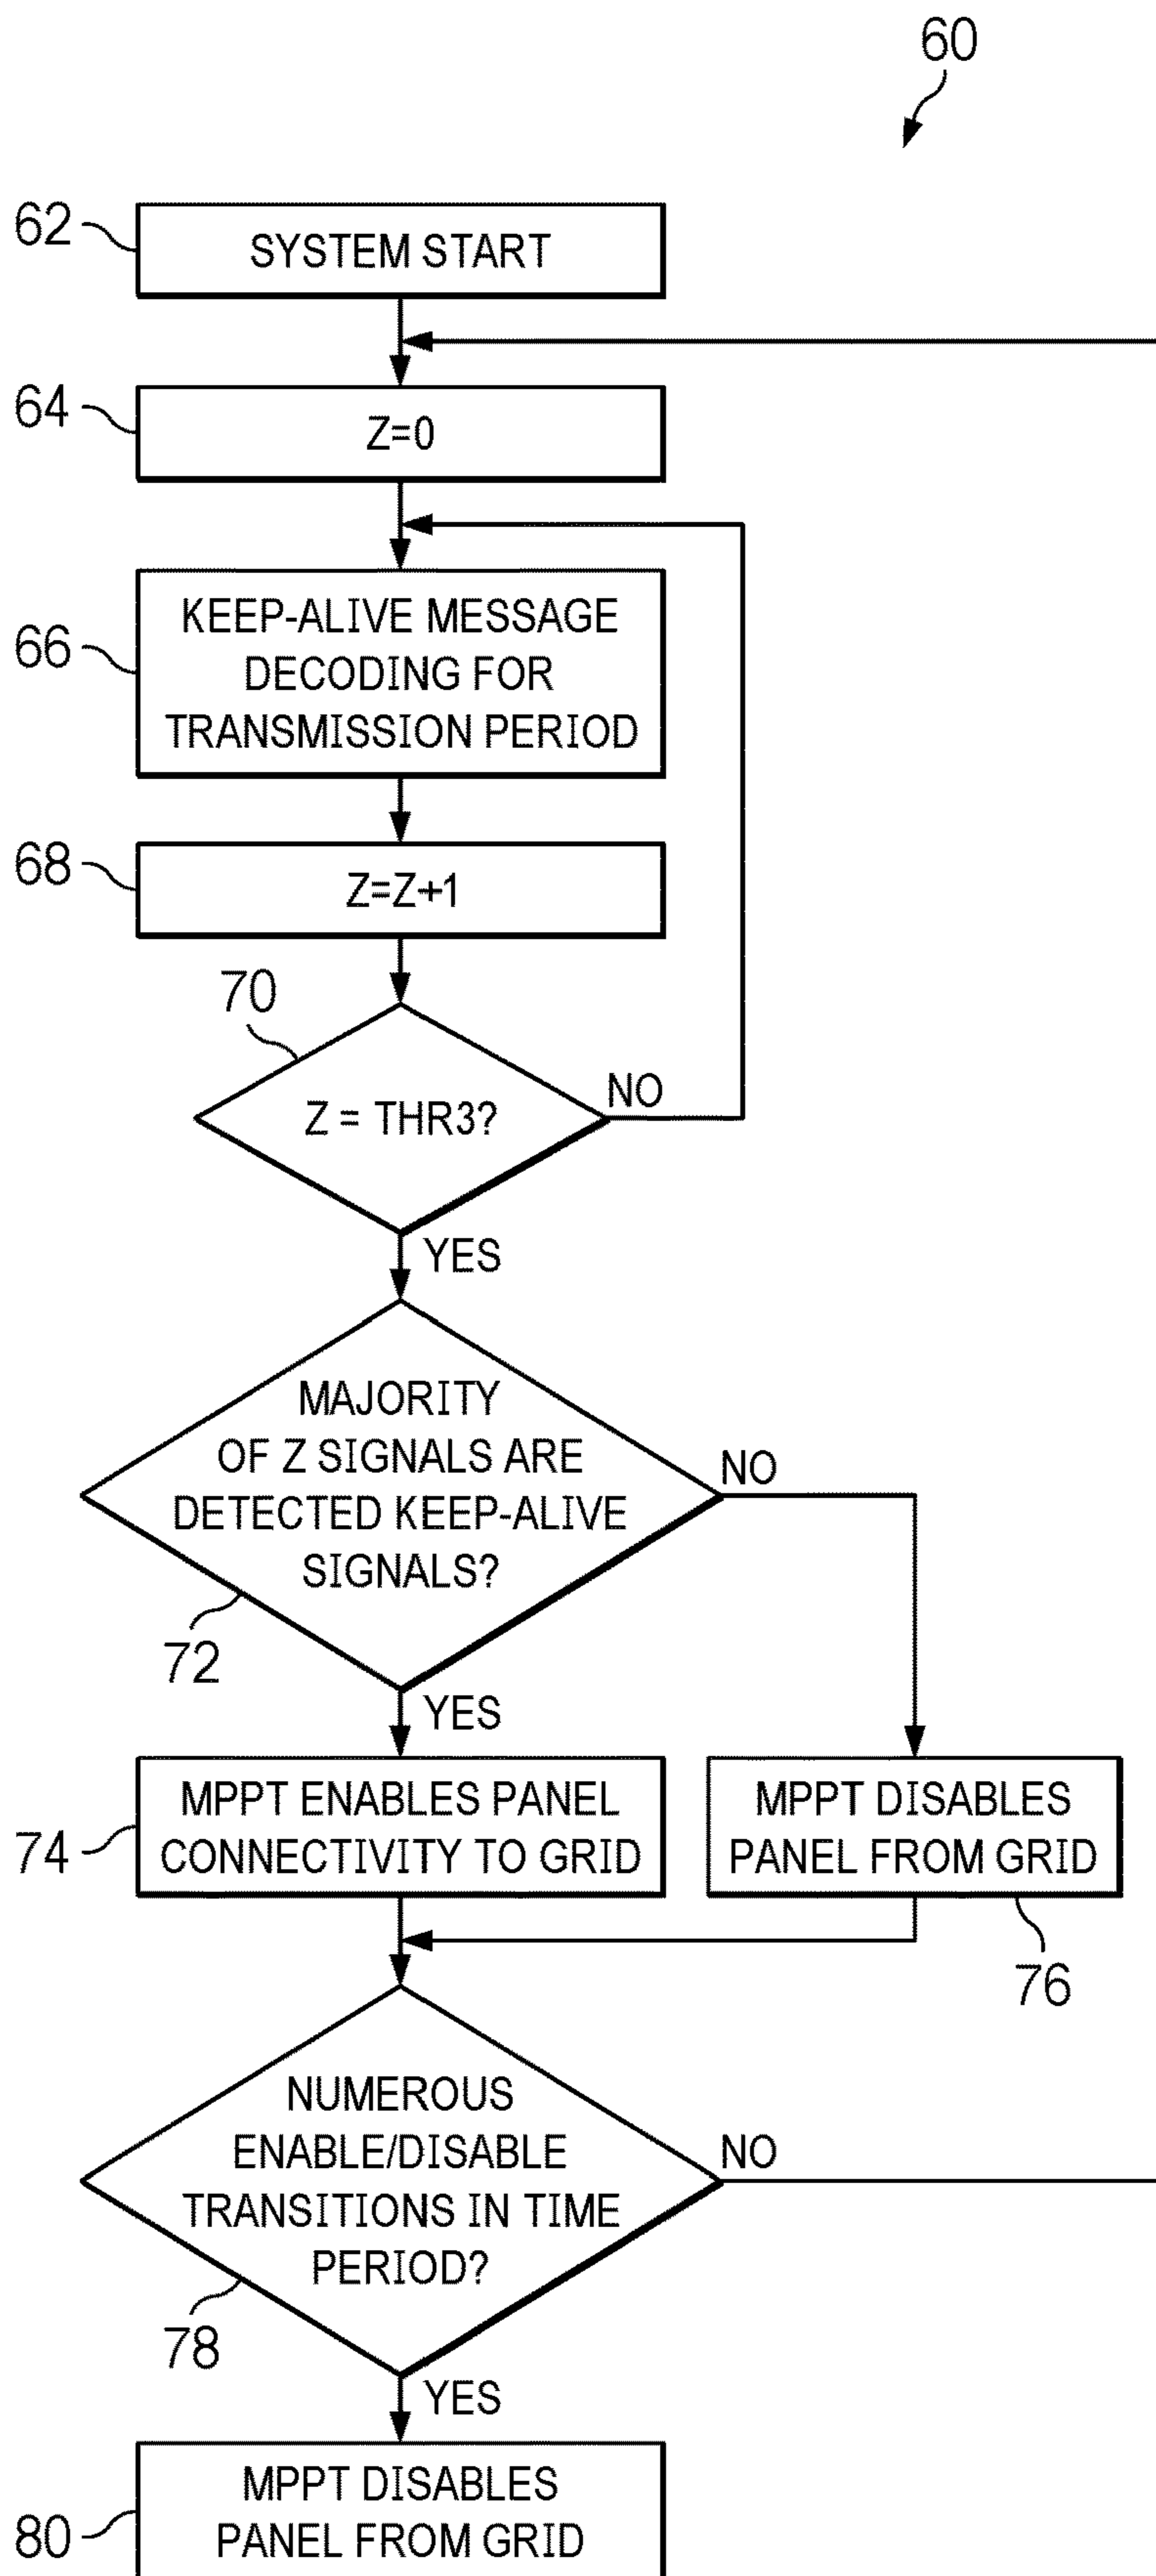 60
62
SYSTEM START
64
Z=0
66
KEEP-ALIVE MESSAGE
DECODING FOR
TRANSMISSION PERIOD
68
Z=Z+1
70
Z = THR3?
NO
YES
MAJORITY
OF Z SIGNALS ARE
DETECTED KEEP-ALIVE
SIGNALS?
NO
72
YES
74
MPPT ENABLES PANEL
CONNECTIVITY TO GRID
MPPT DISABLES
PANEL FROM GRID
76
NUMEROUS
ENABLE/DISABLE
TRANSITIONS IN TIME
PERIOD?
NO
78
YES
80
MPPT DISABLES
PANEL FROM GRID